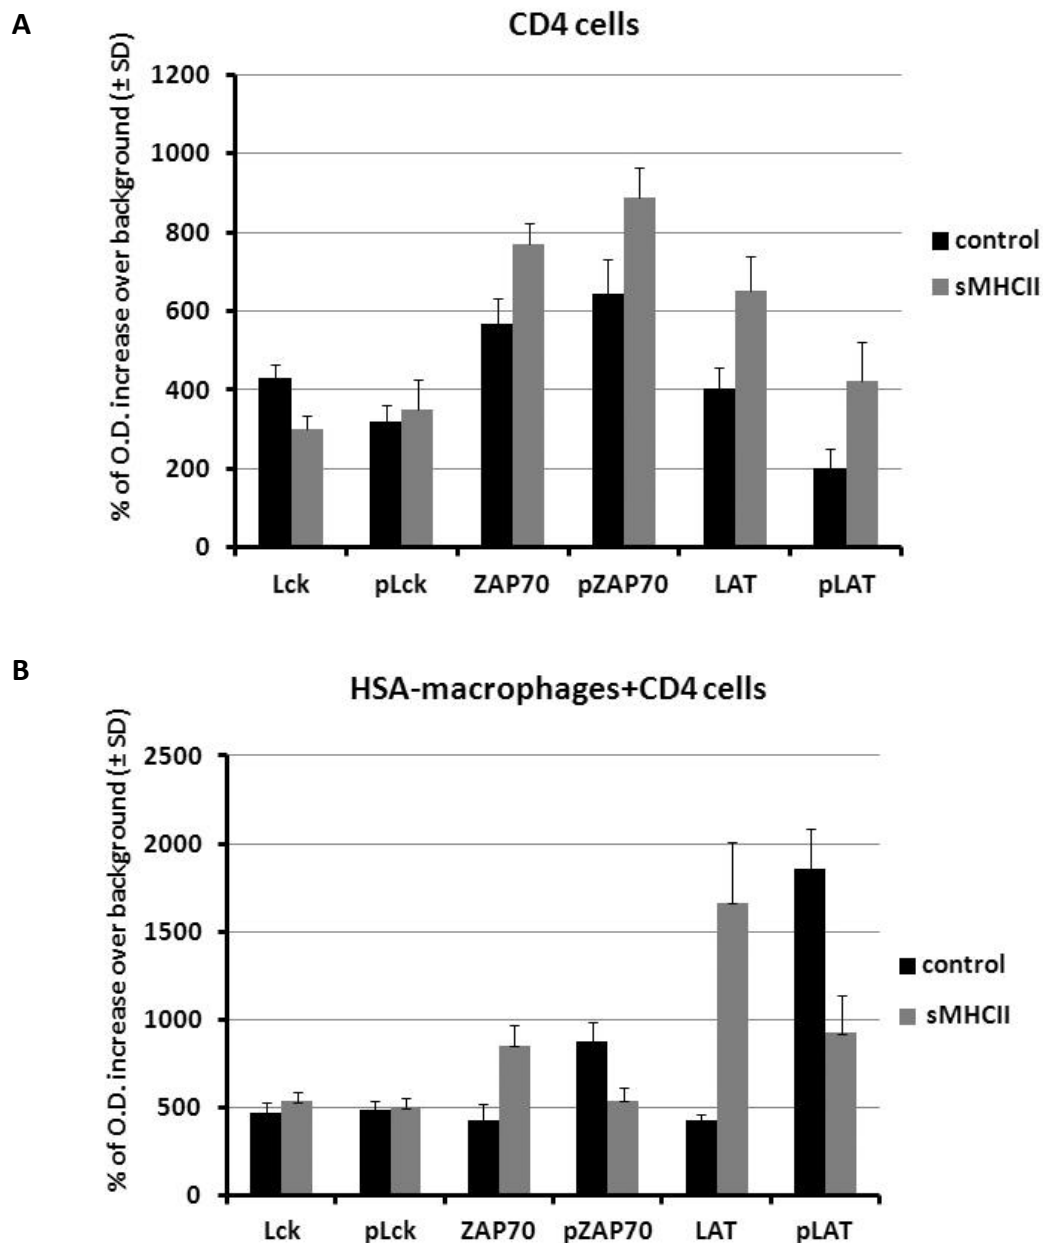 A
CD4 cells
% of O.D. increase over background (± SD)
1200
1000
800
600
400
200
0
Lck pLck ZAP70 pZAP70 LAT pLAT
control
sMHCII
B
HSA-macrophages+CD4 cells
% of O.D. increase over background (± SD)
2500
2000
1500
1000
500
0
Lck pLck ZAP70 pZAP70 LAT pLAT
control
sMHCII